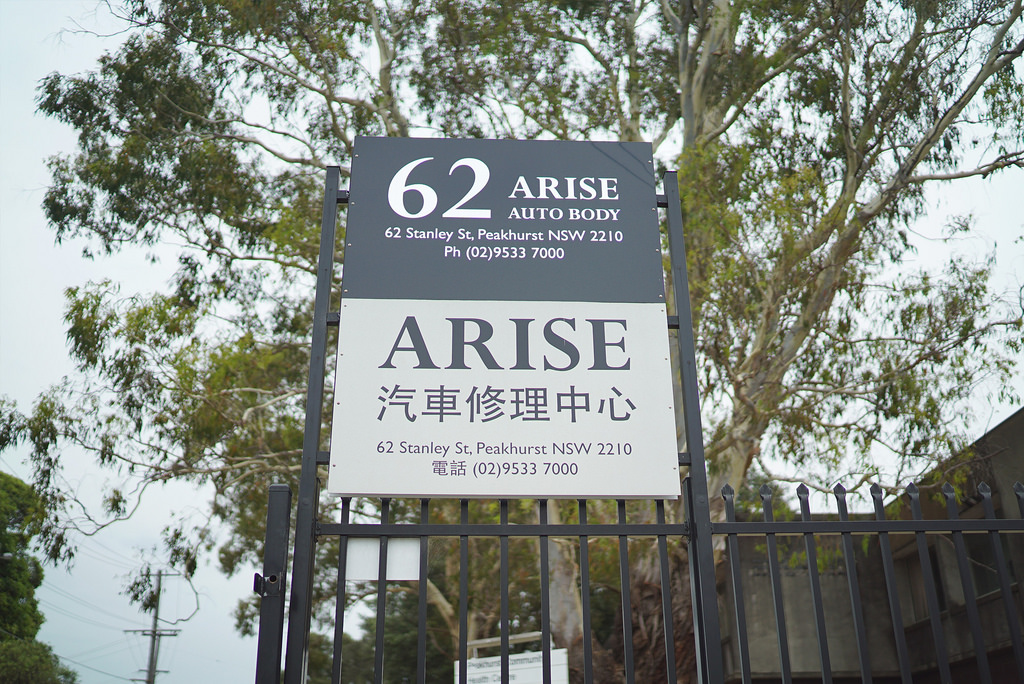 62 ARISE
AUTO BODY
62 Stanley St, Peakhurst NSW 2210
Ph (02)9533 7000
ARISE
汽車修理中心
62 Stanley St, Peakhurst NSW 2210
電話 (02)9533 7000